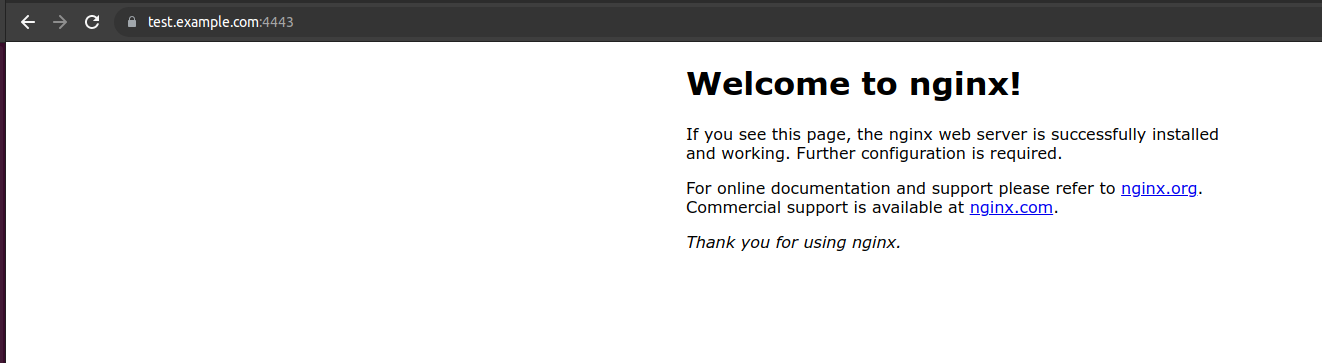 test.example.com:4443
Welcome to nginx!
If you see this page, the nginx web server is successfully installed
and working. Further configuration is required.
For online documentation and support please refer to nginx.org.
Commercial support is available at nginx.com.
Thank you for using nginx.